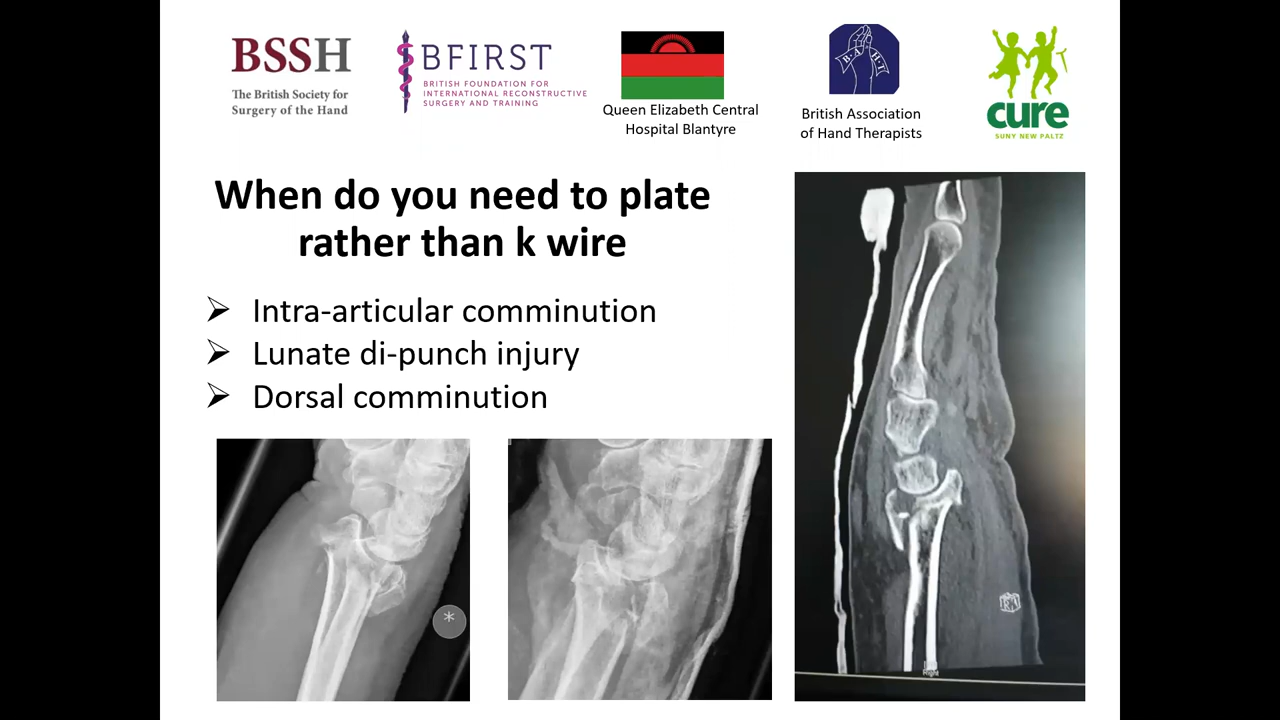 BSSH
The British Society for
Surgery of the Hand
BFIRST
BRITISH FOUNDATION FOR
INTERNATIONAL RECONSTRUCTIVE
SURGERY AND TRAINING
Queen Elizabeth Central
Hospital Blantyre
B·A·H·T
British Association
of Hand Therapists
cure
SUNY NEW PALTZ
When do you need to plate
rather than k wire
Intra-articular comminution
Lunate di-punch injury
Dorsal comminution
*
Right